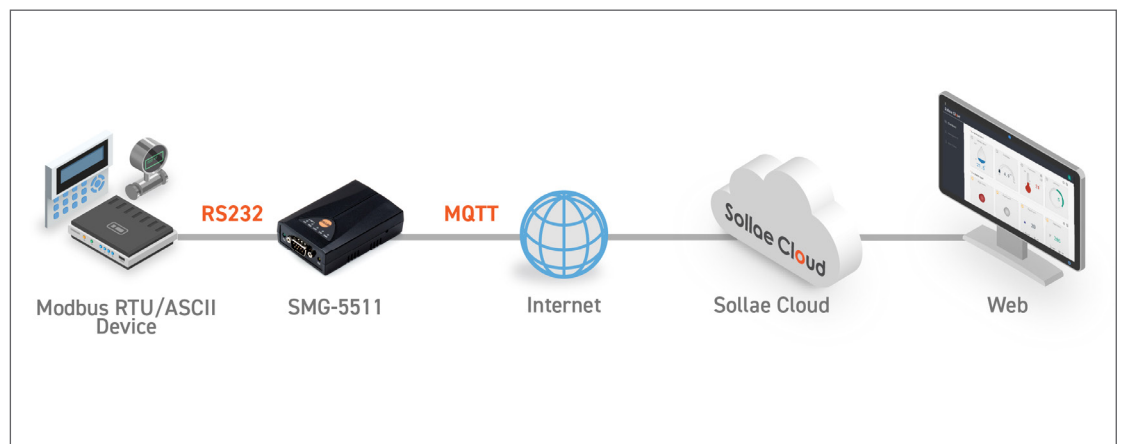 RS232
MQTT
Sollae Cloud
Modbus RTU/ASCII
Device
SMG-5511
Internet
Sollae Cloud
Web